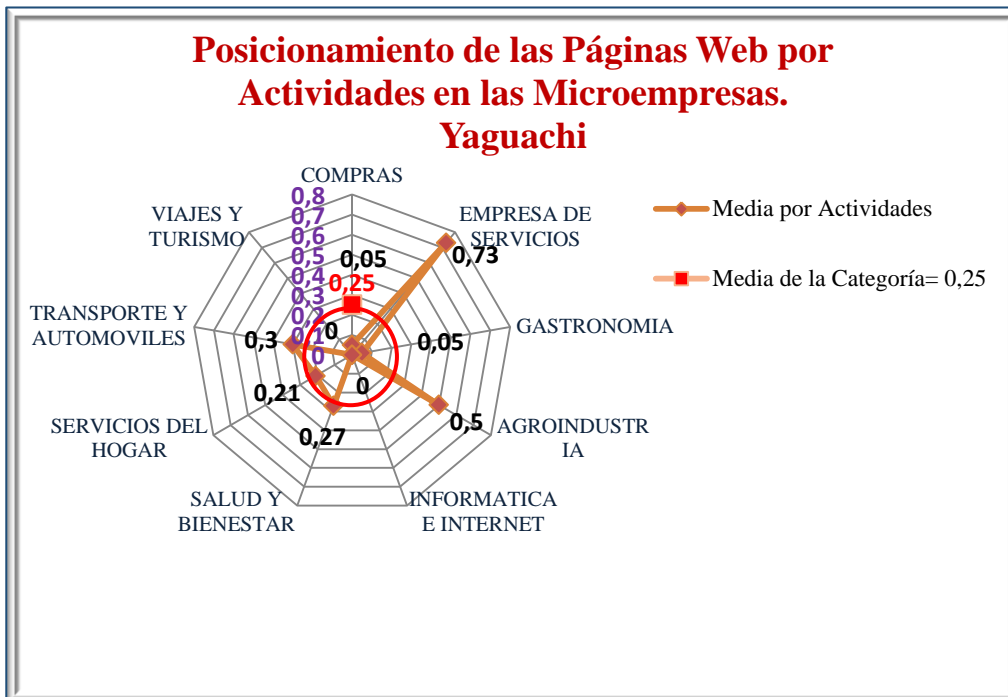 Posicionamiento de las Páginas Web por
Actividades en las Microempresas.
Yaguachi
COMPRAS
EMPRESA DE
SERVICIOS
GASTRONOMIA
AGROINDUSTR
IA
INFORMATICA
E INTERNET
SALUD Y
BIENESTAR
SERVICIOS DEL
HOGAR
TRANSPORTE Y
AUTOMOVILES
VIAJES Y
TURISMO
0,8
0,7
0,6
0,5
0,4
0,3
0,2
0,1
0
0,05
0,73
0,05
0,5
0
0,27
0,21
0,3
0
0,25
Media por Actividades
Media de la Categoría= 0,25